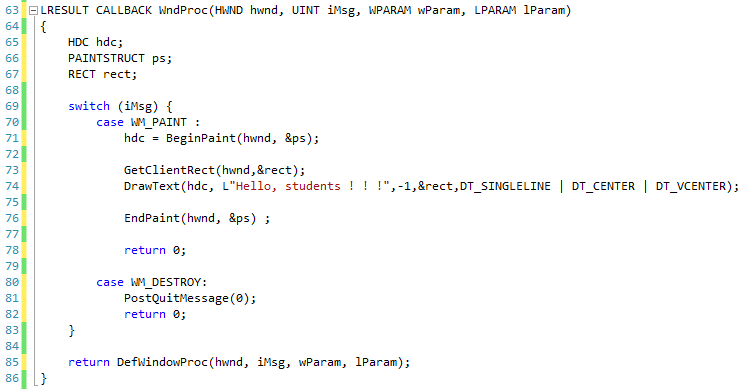 63 LRESULT CALLBACK WndProc(HWND hwnd, UINT iMsg, WPARAM wParam, LPARAM lParam)
64 {
65     HDC hdc;
66     PAINTSTRUCT ps;
67     RECT rect;
68
69     switch (iMsg) {
70         case WM_PAINT :
71             hdc = BeginPaint(hwnd, &ps);
72
73             GetClientRect(hwnd,&rect);
74             DrawText(hdc, L"Hello, students ! ! !",-1,&rect,DT_SINGLELINE | DT_CENTER | DT_VCENTER);
75
76             EndPaint(hwnd, &ps) ;
77
78             return 0;
79
80         case WM_DESTROY:
81             PostQuitMessage(0);
82             return 0;
83     }
84
85     return DefWindowProc(hwnd, iMsg, wParam, lParam);
86 }